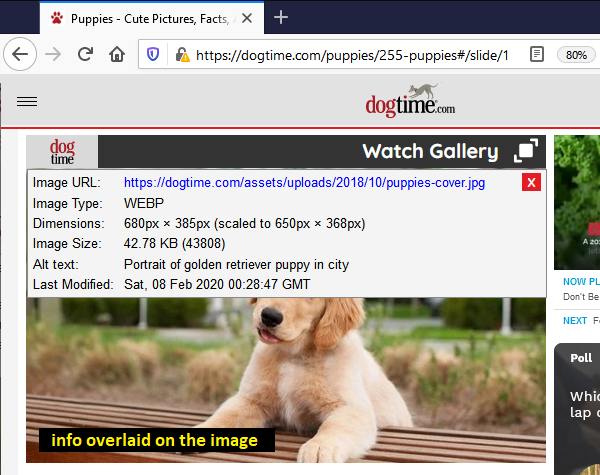 Puppies - Cute Pictures, Facts,
https://dogtime.com/puppies/255-puppies#/slide/1
80%
dogtime.com
dog
time
Watch Gallery
Image URL: https://dogtime.com/assets/uploads/2018/10/puppies-cover.jpg X
Image Type: WEBP
Dimensions: 680px × 385px (scaled to 650px × 368px)
Image Size: 42.78 KB (43808)
Alt text: Portrait of golden retriever puppy in city
Last Modified: Sat, 08 Feb 2020 00:28:47 GMT
info overlaid on the image
A 20
NOW PL
Don't Be
NEXT
Poll
Whic
lap c